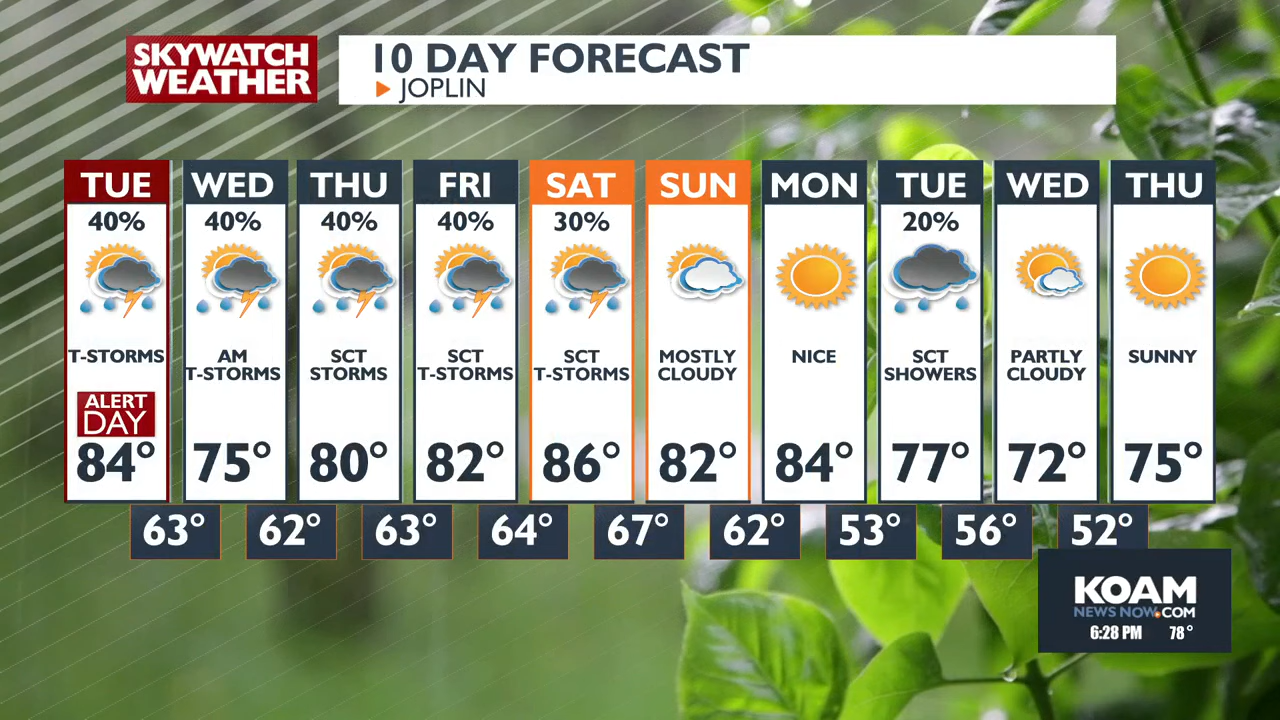 SKYWATCH
WEATHER
10 DAY FORECAST
JOPLIN
TUE WED THU FRI SAT SUN MON TUE WED THU
40% 40% 40% 40% 30% 20%
T-STORMS
AM
T-STORMS
SCT
STORMS
SCT
T-STORMS
SCT
T-STORMS
MOSTLY
CLOUDY
NICE
SCT
SHOWERS
PARTLY
CLOUDY
SUNNY
ALERT
DAY
84° 75° 80° 82° 86° 82° 84° 77° 72° 75°
63° 62° 63° 64° 67° 62° 53° 56° 52°
KOAM
NEWS NOW.COM
6:28 PM 78°